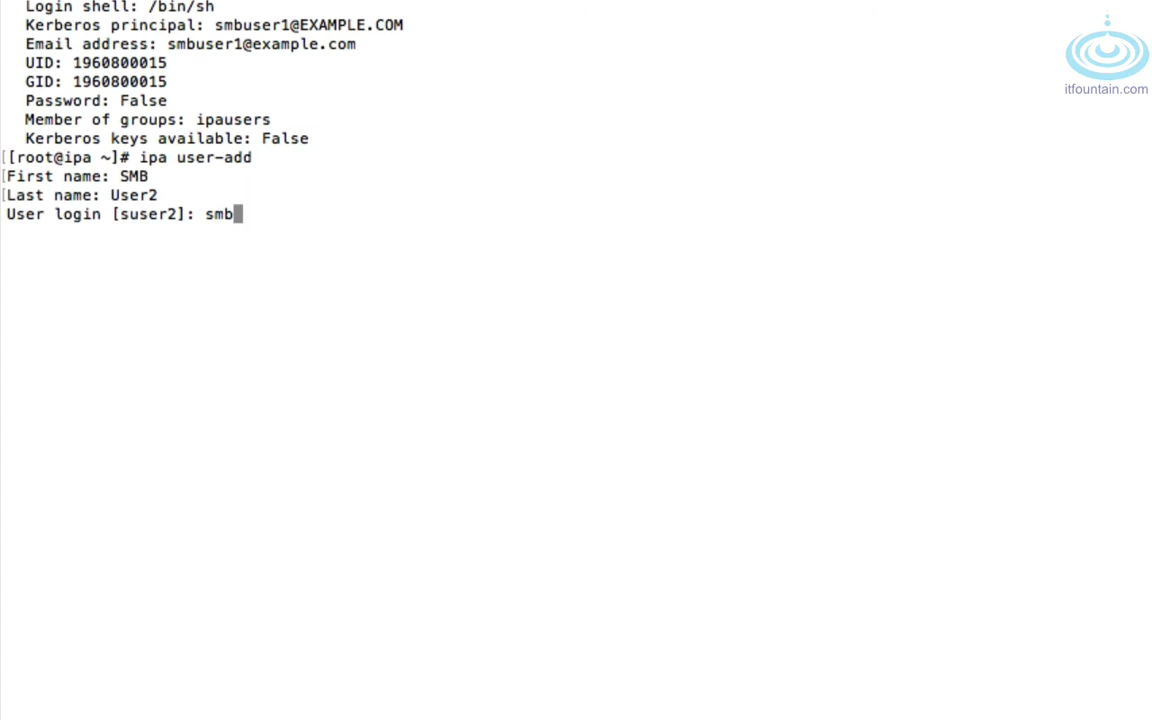 Login shell: /bin/sh
Kerberos principal: smbuser1@EXAMPLE.COM
Email address: smbuser1@example.com
UID: 1960800015
GID: 1960800015
Password: False
Member of groups: ipausers
Kerberos keys available: False
[[root@ipa ~]# ipa user-add
[First name: SMB
[Last name: User2
User login [suser2]: smb
itfountain.com